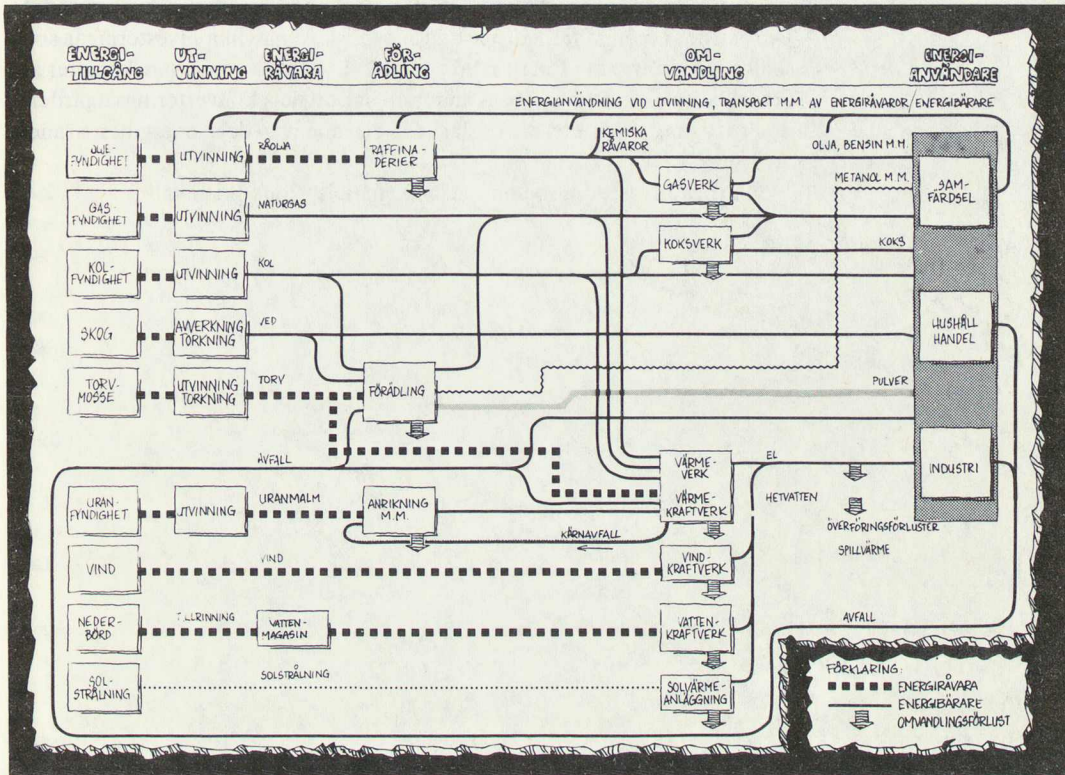 ENERGI-
TILLGÅNG
UT-
VINNING
ENERGI-
RÅVARA
FÖR-
ÄDLING
OM-
VANDLING
ENERGI-
ANVÄNDARE
ENERGIANVÄNDNING VID UTVINNING, TRANSPORT M.M. AV ENERGIRÅVAROR/ENERGIBÄRARE
OLJE-
FYNDIGHET
UTVINNING
RÅOLJA
RAFFINA-
DERIER
KEMISKA
RÅVAROR
OLJA, BENSIN M.M.
GASVERK
METANOL M.M.
SAM-
FÄRDSEL
GAS-
FYNDIGHET
UTVINNING
NATURGAS
KOKSVERK
KOKS
KOL-
FYNDIGHET
UTVINNING
KOL
SKOG
AVVERKNING
TORKNING
VED
HUSHÅLL
HANDEL
TORV-
MOSSE
UTVINNING
TORKNING
TORV
FÖRÄDLING
PULVER
AVFALL
VÄRME-
VERK
VÄRME-
KRAFTVERK
EL
INDUSTRI
HETVATTEN
URAN-
FYNDIGHET
UTVINNING
URANMALM
ANRIKNING
M.M.
KÄRNAVFALL
ÖVERFÖRINGSFÖRLUSTER
SPILLVÄRME
VIND
VIND
VIND-
KRAFTVERK
NEDER-
BÖRD
TILLRINNING
VATTEN-
MAGASIN
VATTEN-
KRAFTVERK
AVFALL
SOL-
STRÅLNING
SOLSTRÅLNING
SOLVÄRME-
ANLÄGGNING
FÖRKLARING:
ENERGIRÅVARA
ENERGIBÄRARE
OMVANDLINGSFÖRLUST